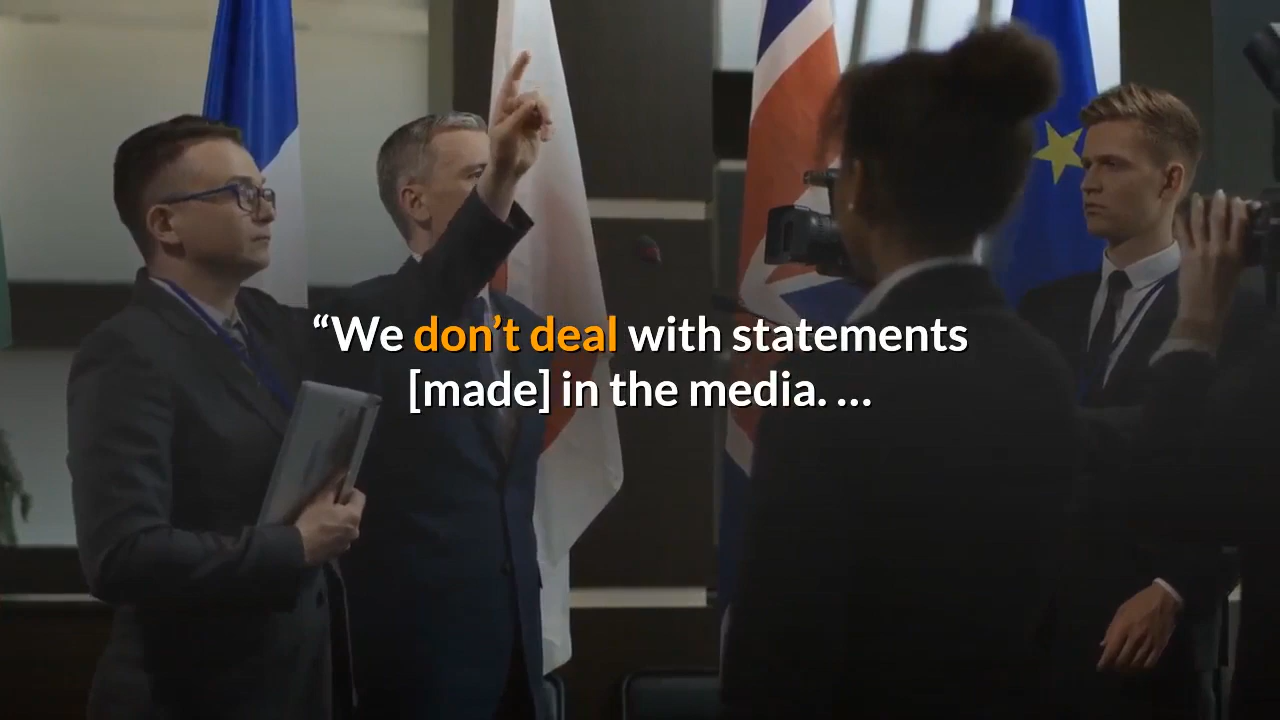 “We don’t deal with statements
[made] in the media. ...